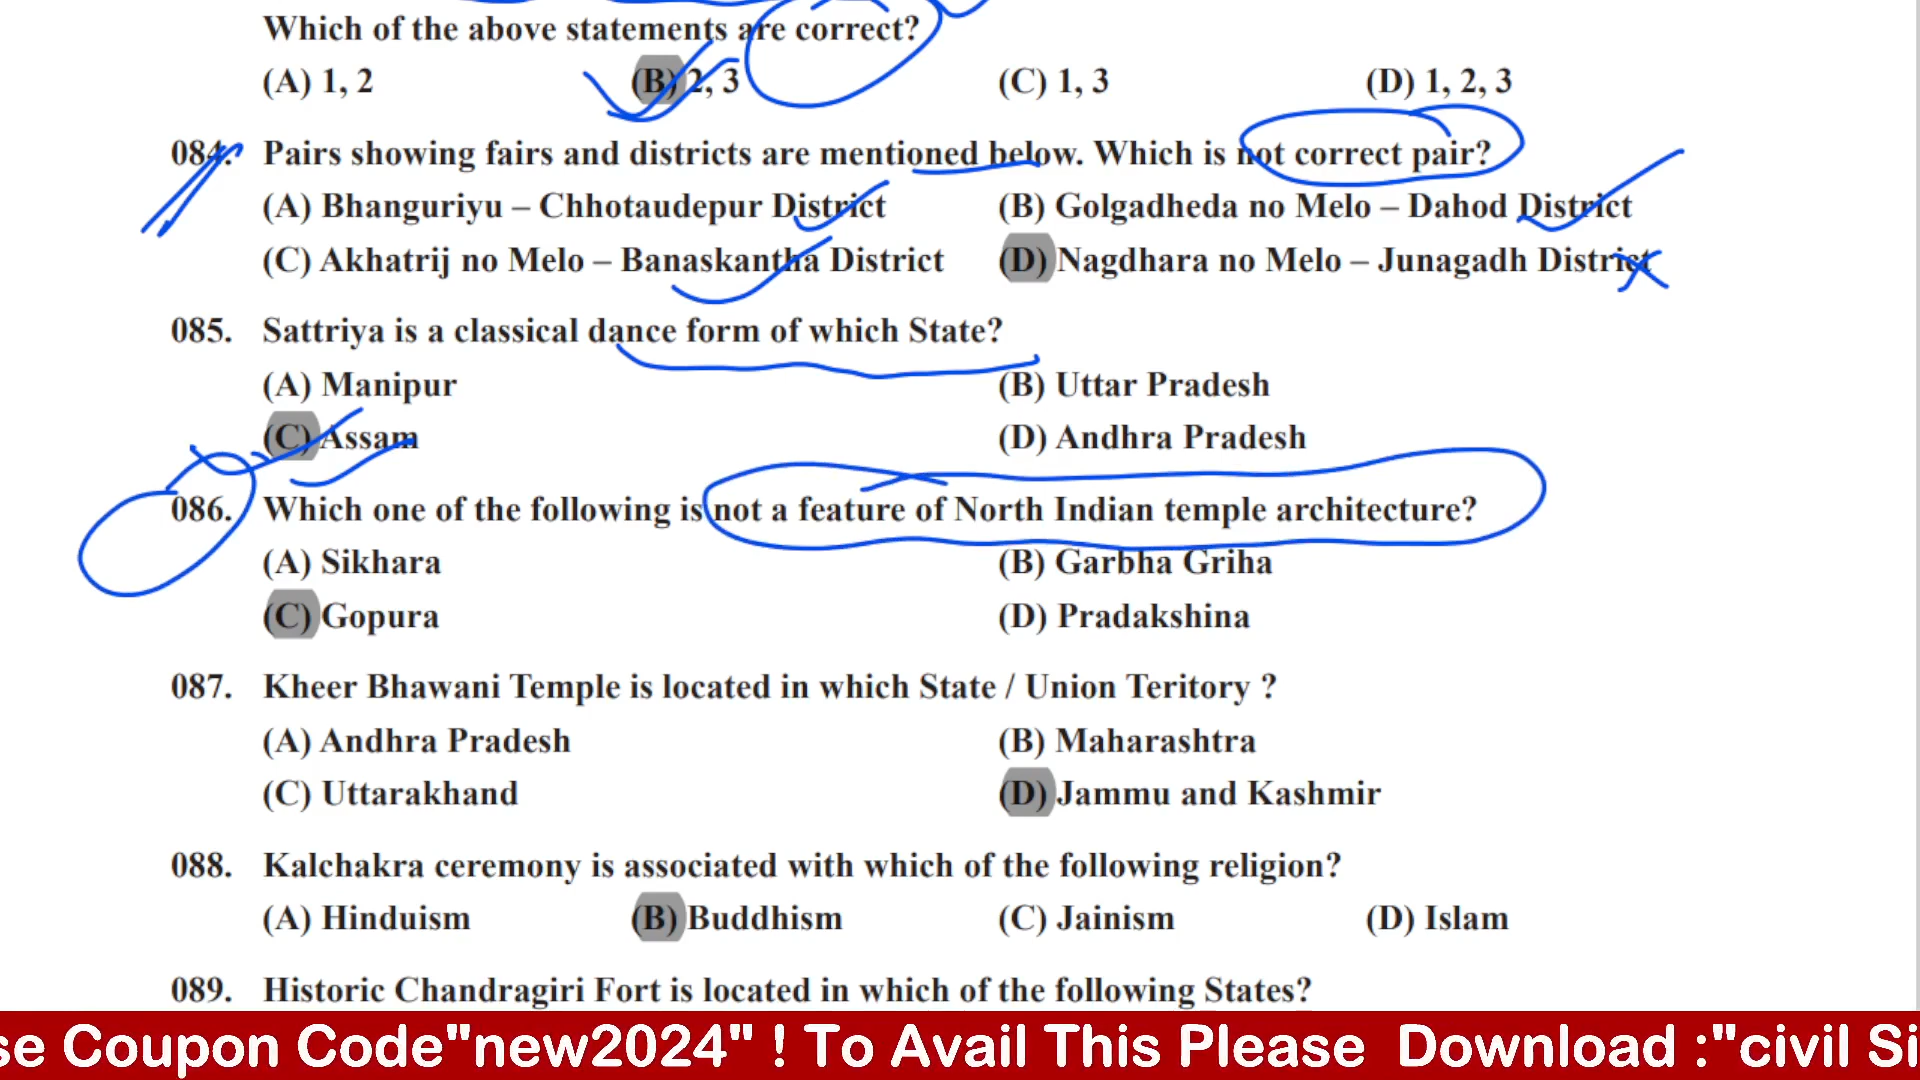 Which of the above statements are correct?
(A) 1, 2 (B) 2, 3 (C) 1, 3 (D) 1, 2, 3
084. Pairs showing fairs and districts are mentioned below. Which is not correct pair?
(A) Bhanguriyu – Chhotaudepur District (B) Golgadheda no Melo – Dahod District
(C) Akhatrij no Melo – Banaskantha District (D) Nagdhara no Melo – Junagadh District
085. Sattriya is a classical dance form of which State?
(A) Manipur (B) Uttar Pradesh
(C) Assam (D) Andhra Pradesh
086. Which one of the following is not a feature of North Indian temple architecture?
(A) Sikhara (B) Garbha Griha
(C) Gopura (D) Pradakshina
087. Kheer Bhawani Temple is located in which State / Union Teritory ?
(A) Andhra Pradesh (B) Maharashtra
(C) Uttarakhand (D) Jammu and Kashmir
088. Kalchakra ceremony is associated with which of the following religion?
(A) Hinduism (B) Buddhism (C) Jainism (D) Islam
089. Historic Chandragiri Fort is located in which of the following States?
se Coupon Code"new2024" ! To Avail This Please Download :"civil Si